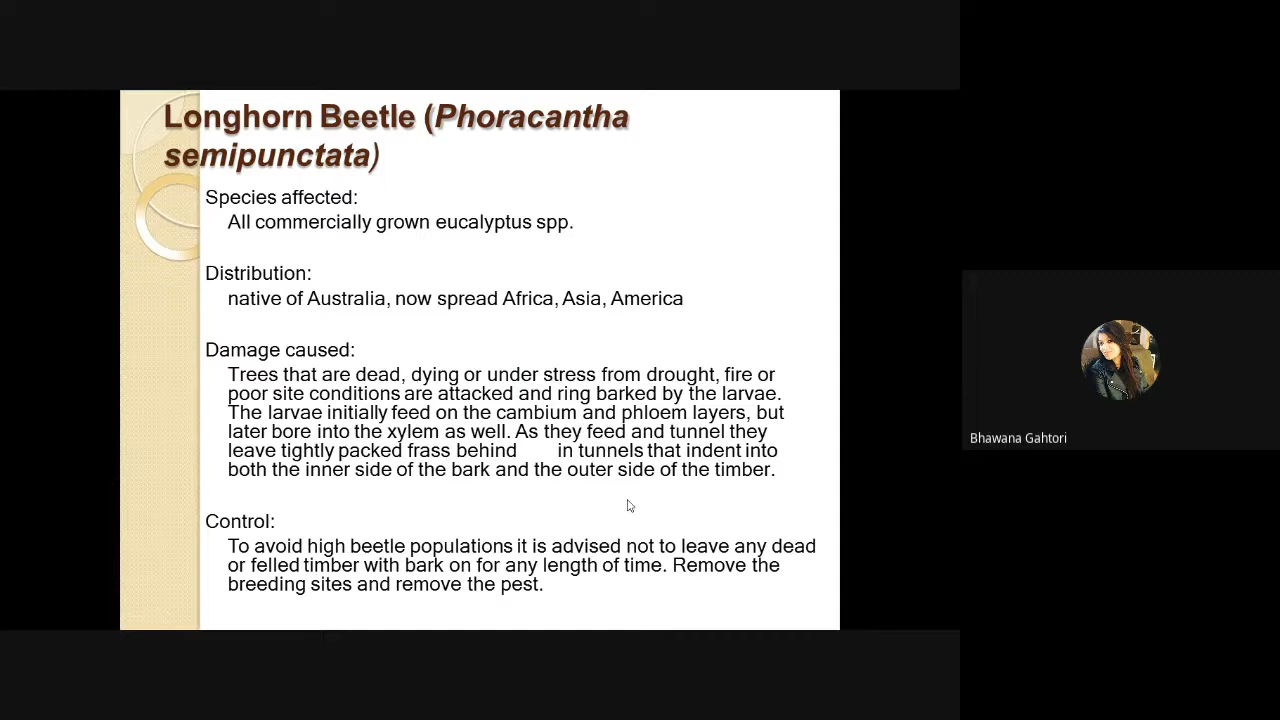 Longhorn Beetle (Phoracantha
semipunctata)
Species affected:
All commercially grown eucalyptus spp.
Distribution:
native of Australia, now spread Africa, Asia, America
Damage caused:
Trees that are dead, dying or under stress from drought, fire or
poor site conditions are attacked and ring barked by the larvae.
The larvae initially feed on the cambium and phloem layers, but
later bore into the xylem as well. As they feed and tunnel they
leave tightly packed frass behind in tunnels that indent into
both the inner side of the bark and the outer side of the timber.
Control:
To avoid high beetle populations it is advised not to leave any dead
or felled timber with bark on for any length of time. Remove the
breeding sites and remove the pest.
Bhawana Gahtori